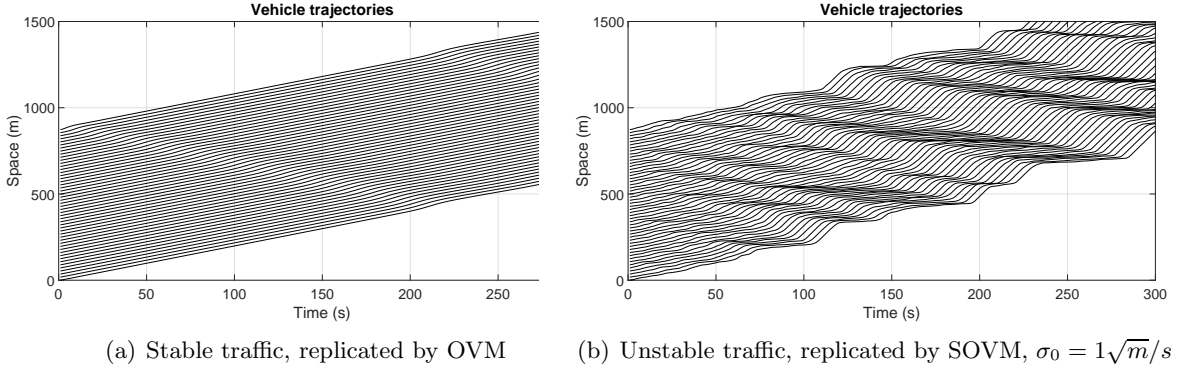 Vehicle trajectories
1500
1000
500
0
Space (m)
0 50 100 150 200 250
Time (s)
(a) Stable traffic, replicated by OVM
Vehicle trajectories
1500
1000
500
0
Space (m)
0 50 100 150 200 250 300
Time (s)
(b) Unstable traffic, replicated by SOVM, σ₀ = 1√m/s